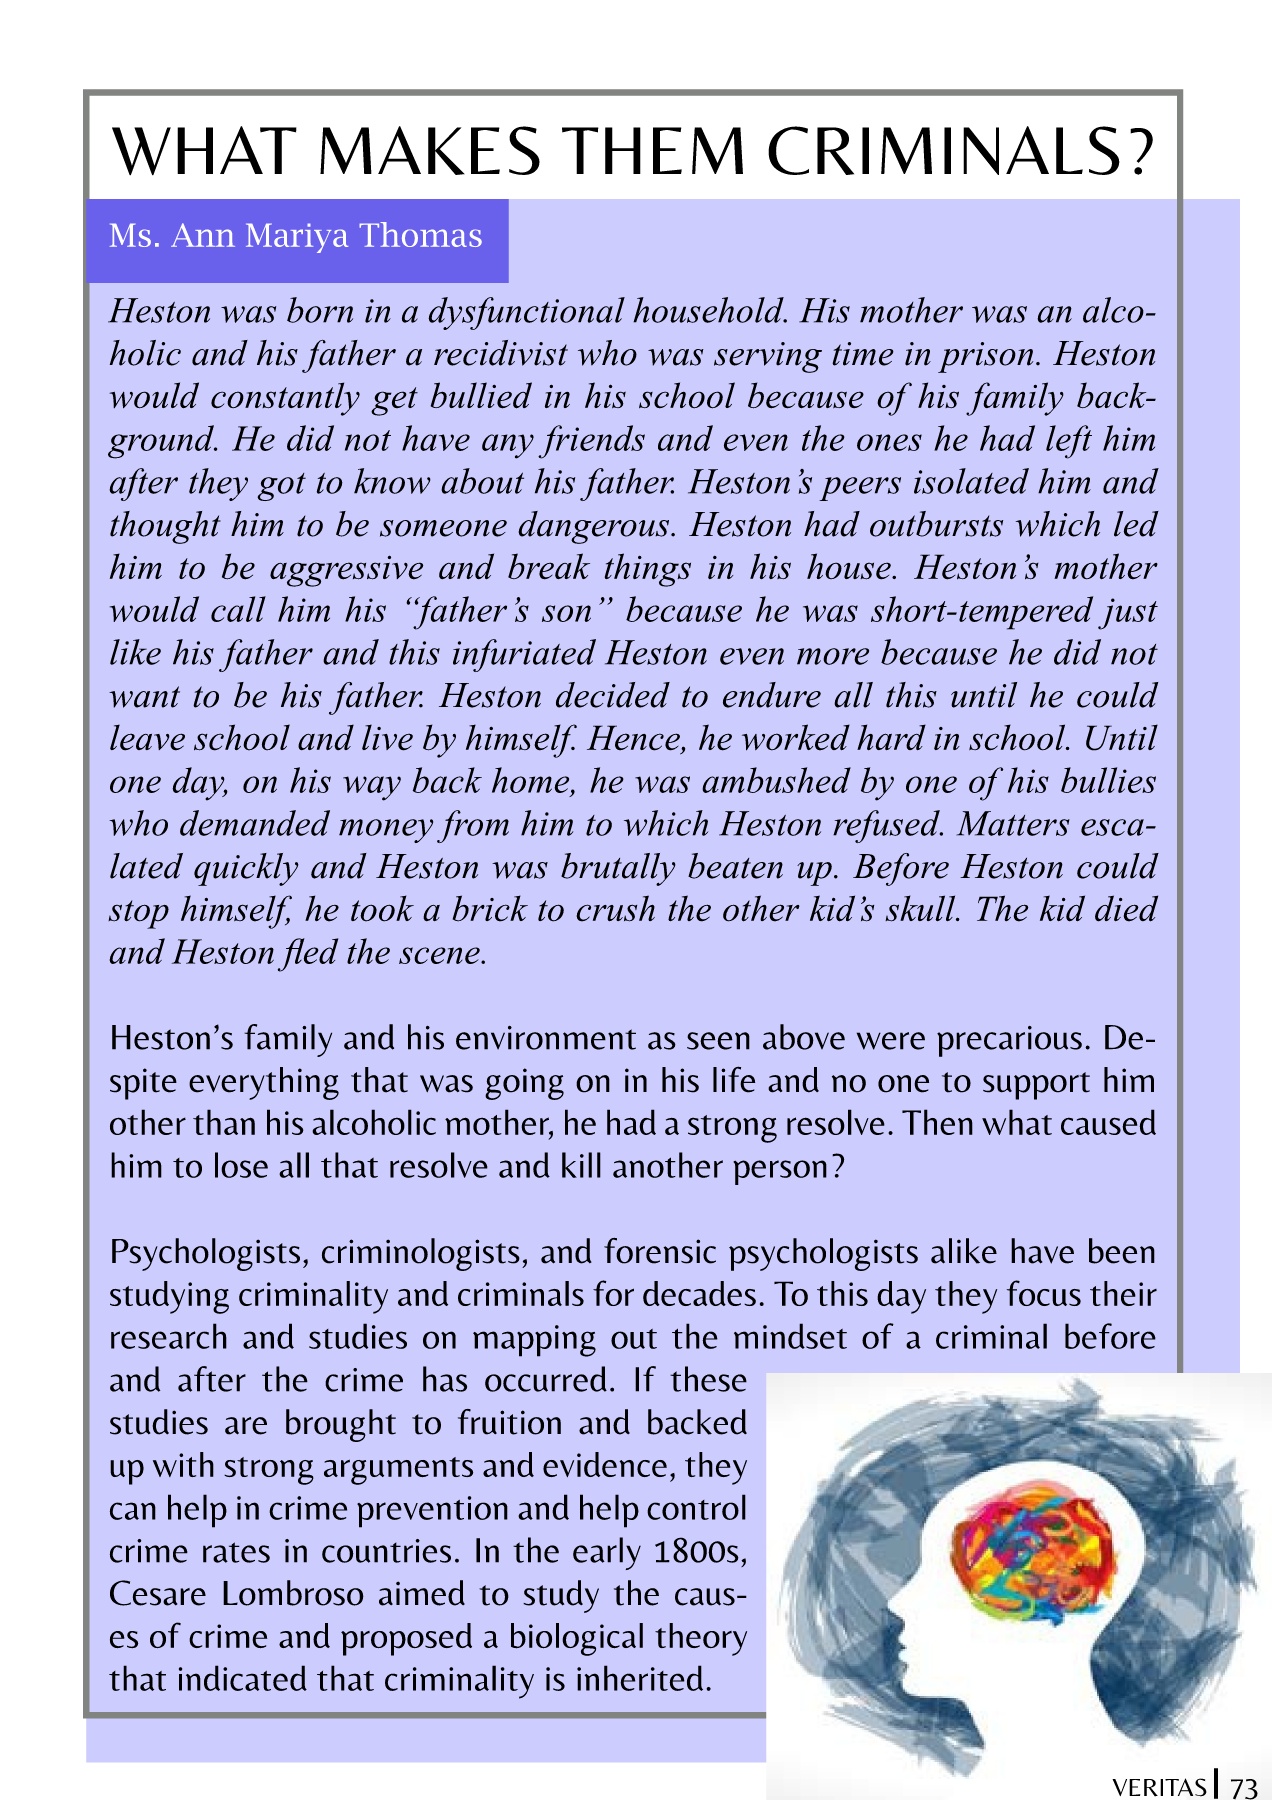 WHAT MAKES THEM CRIMINALS?
Ms. Ann Mariya Thomas
Heston was born in a dysfunctional household. His mother was an alco-
holic and his father a recidivist who was serving time in prison. Heston
would constantly get bullied in his school because of his family back-
ground. He did not have any friends and even the ones he had left him
after they got to know about his father. Heston’s peers isolated him and
thought him to be someone dangerous. Heston had outbursts which led
him to be aggressive and break things in his house. Heston’s mother
would call him his “father’s son” because he was short-tempered just
like his father and this infuriated Heston even more because he did not
want to be his father. Heston decided to endure all this until he could
leave school and live by himself. Hence, he worked hard in school. Until
one day, on his way back home, he was ambushed by one of his bullies
who demanded money from him to which Heston refused. Matters esca-
lated quickly and Heston was brutally beaten up. Before Heston could
stop himself, he took a brick to crush the other kid’s skull. The kid died
and Heston fled the scene.
Heston’s family and his environment as seen above were precarious. De-
spite everything that was going on in his life and no one to support him
other than his alcoholic mother, he had a strong resolve. Then what caused
him to lose all that resolve and kill another person?
Psychologists, criminologists, and forensic psychologists alike have been
studying criminality and criminals for decades. To this day they focus their
research and studies on mapping out the mindset of a criminal before
and after the crime has occurred. If these
studies are brought to fruition and backed
up with strong arguments and evidence, they
can help in crime prevention and help control
crime rates in countries. In the early 1800s,
Cesare Lombroso aimed to study the caus-
es of crime and proposed a biological theory
that indicated that criminality is inherited.
VERITAS | 73